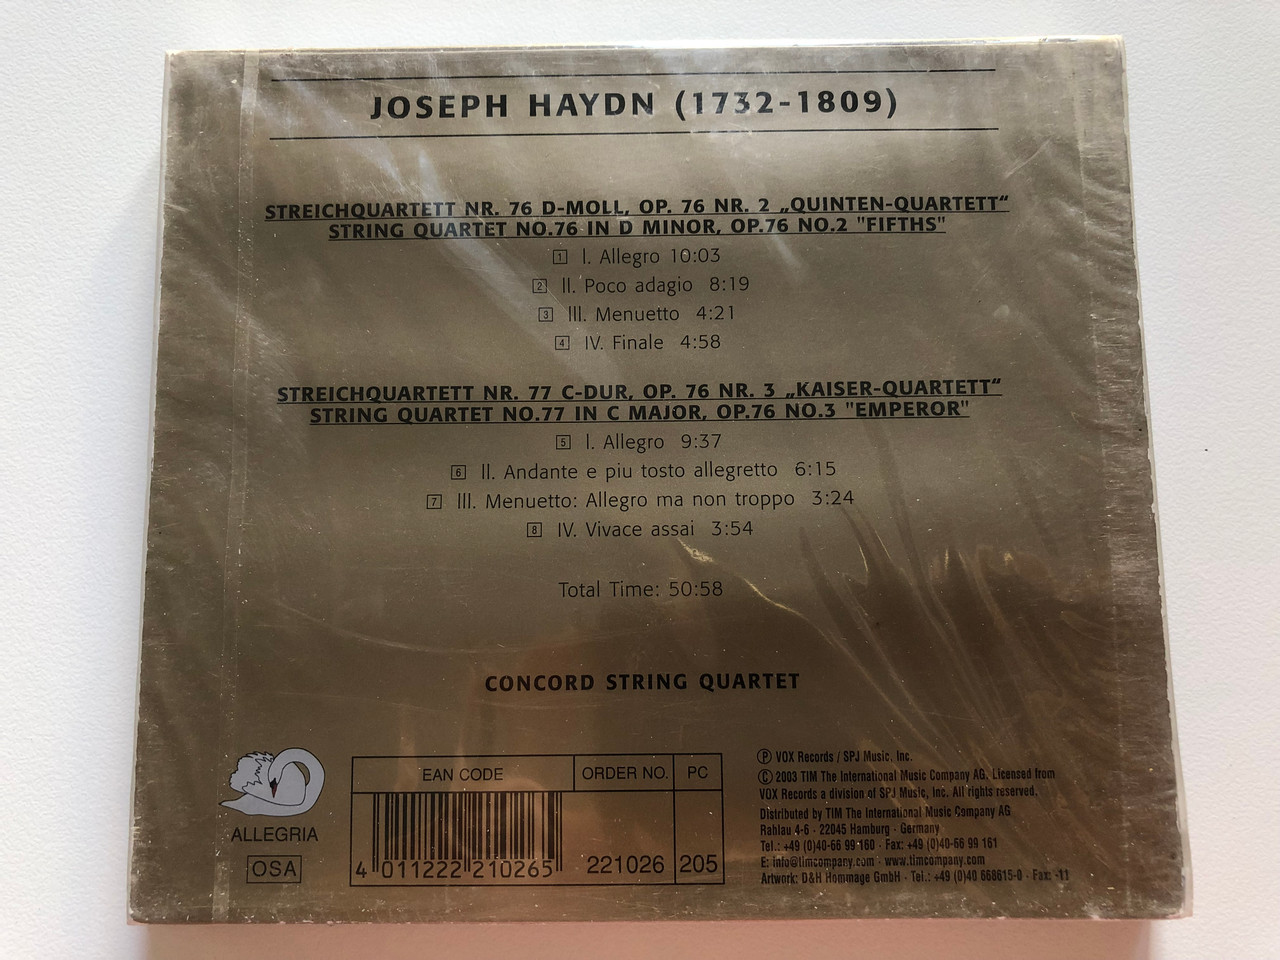 JOSEPH HAYDN (1732-1809)
STREICHQUARTETT NR. 76 D-MOLL, OP. 76 NR. 2 „QUINTEN-QUARTETT“
STRING QUARTET NO.76 IN D MINOR, OP.76 NO.2 "FIFTHS"
1 I. Allegro 10:03
2 II. Poco adagio 8:19
3 III. Menuetto 4:21
4 IV. Finale 4:58
STREICHQUARTETT NR. 77 C-DUR, OP. 76 NR. 3 „KAISER-QUARTETT“
STRING QUARTET NO.77 IN C MAJOR, OP.76 NO.3 "EMPEROR"
5 I. Allegro 9:37
6 II. Andante e piu tosto allegretto 6:15
7 III. Menuetto: Allegro ma non troppo 3:24
8 IV. Vivace assai 3:54
Total Time: 50:58
CONCORD STRING QUARTET
ALLEGRIA
OSA
EAN CODE ORDER NO. PC
4 011222 210265 221026 205
Ⓟ VOX Records / SPJ Music, Inc.
© 2003 TIM The International Music Company AG. Licensed from
VOX Records a division of SPJ Music, Inc. All rights reserved.
Distributed by TIM The International Music Company AG
Rahlau 4-6 · 22045 Hamburg · Germany
Tel.: +49 (0)40-66 99 160 · Fax: +49 (0)40-66 99 161
E: info@timcompany.com · www.timcompany.com
Artwork: D&H Hommage GmbH · Tel.: +49 (0)40 668615-0 · Fax: -11